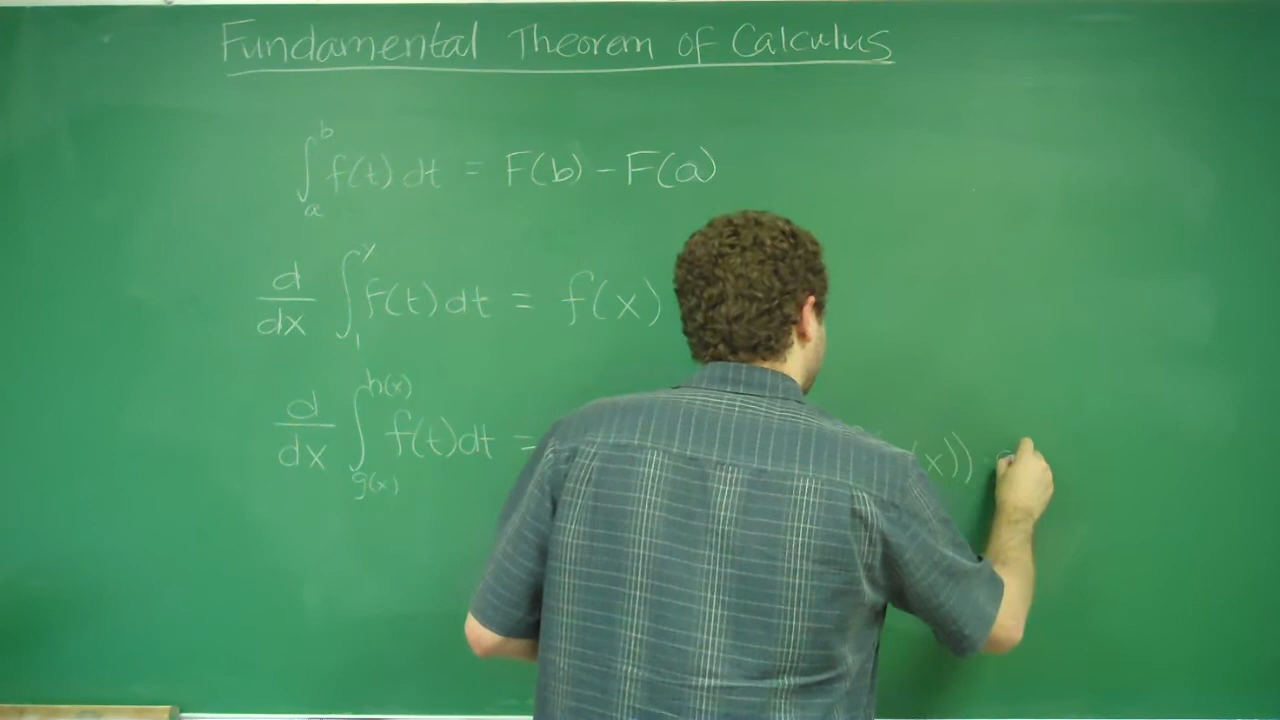 Fundamental Theorem of Calculus
∫_a^b f(t) dt = F(b) - F(a)
d/dx ∫_1^x f(t) dt = f(x)
d/dx ∫_{g(x)}^{h(x)} f(t) dt = x))